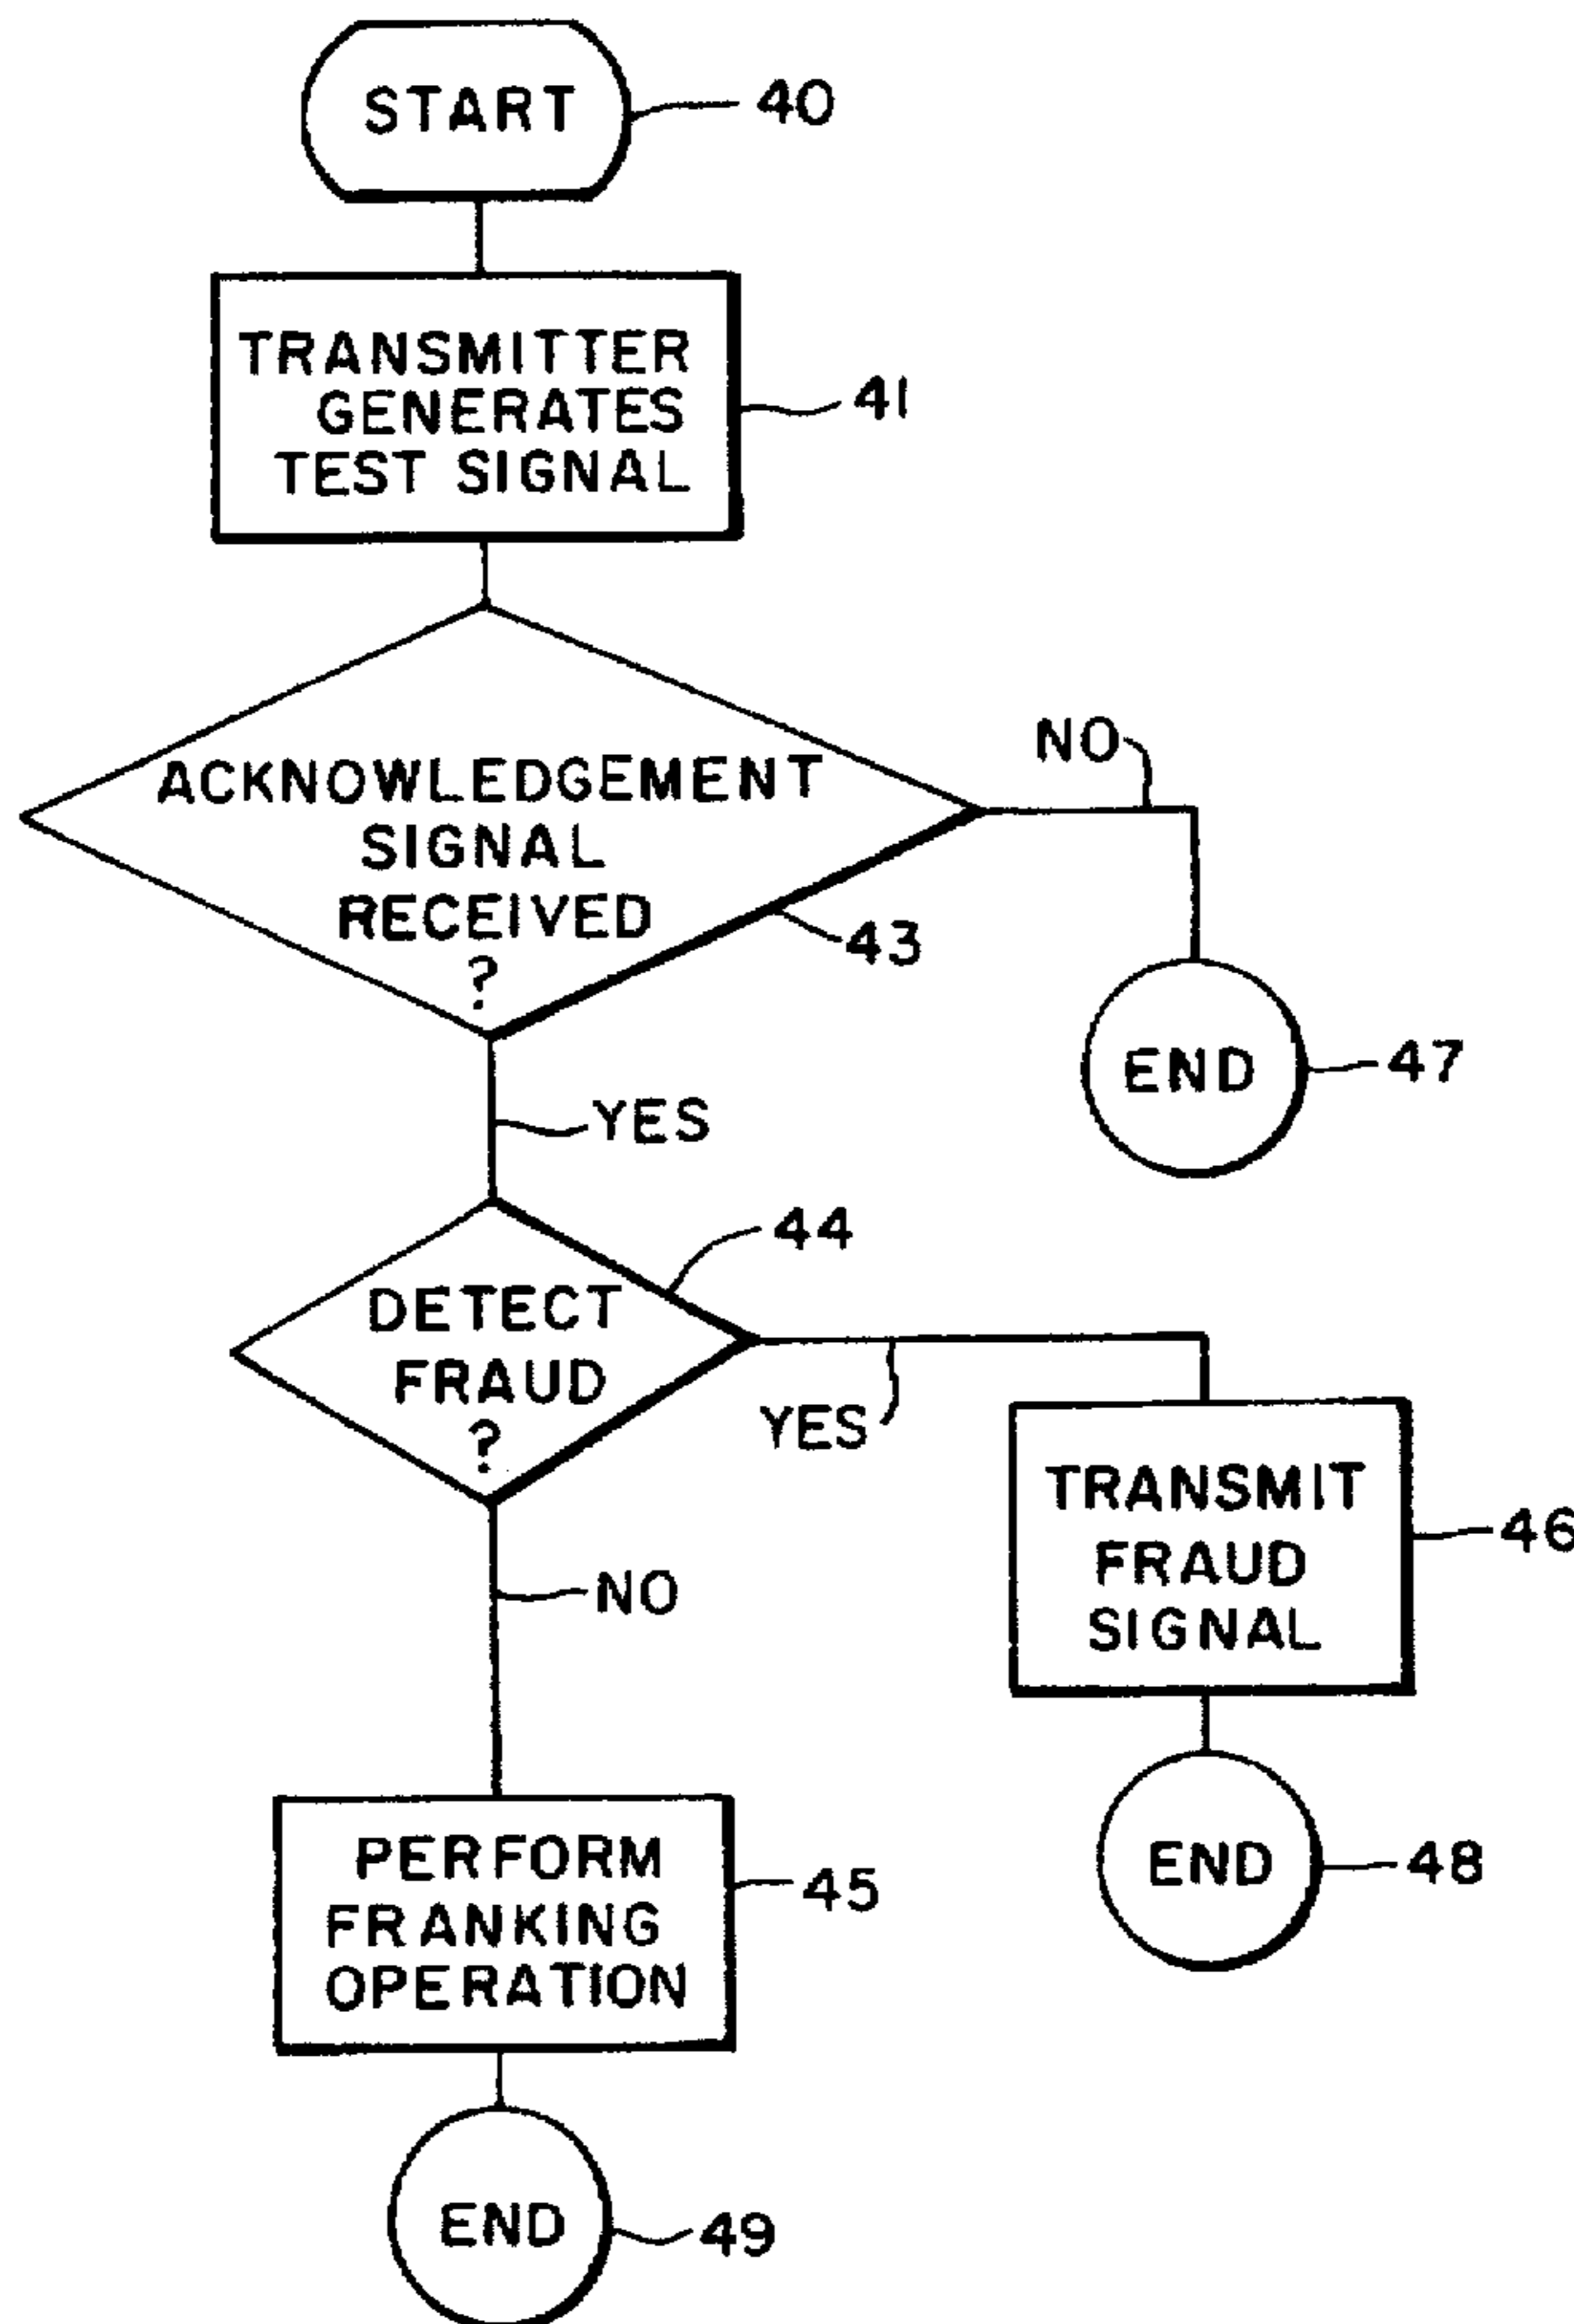 START
40
TRANSMITTER
GENERATES
TEST SIGNAL
41
ACKNOWLEDGEMENT
SIGNAL
RECEIVED
?
43
NO
END
47
YES
DETECT
FRAUD
?
44
YES
TRANSMIT
FRAUD
SIGNAL
46
NO
END
48
PERFORM
FRANKING
OPERATION
45
END
49